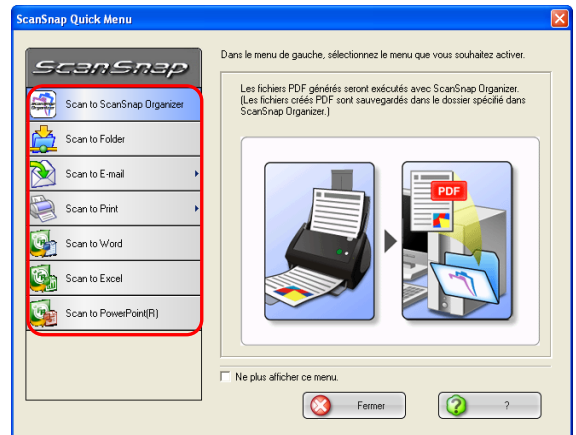 ScanSnap Quick Menu
ScanSnap
Scan to ScanSnap Organizer
Scan to Folder
Scan to E-mail
Scan to Print
Scan to Word
Scan to Excel
Scan to PowerPoint(R)
Dans le menu de gauche, sélectionnez le menu que vous souhaitez activer.
Les fichiers PDF générés seront exécutés avec ScanSnap Organizer.
(Les fichiers créés PDF sont sauvegardés dans le dossier spécifié dans
ScanSnap Organizer.)
PDF
Ne plus afficher ce menu.
Fermer
?